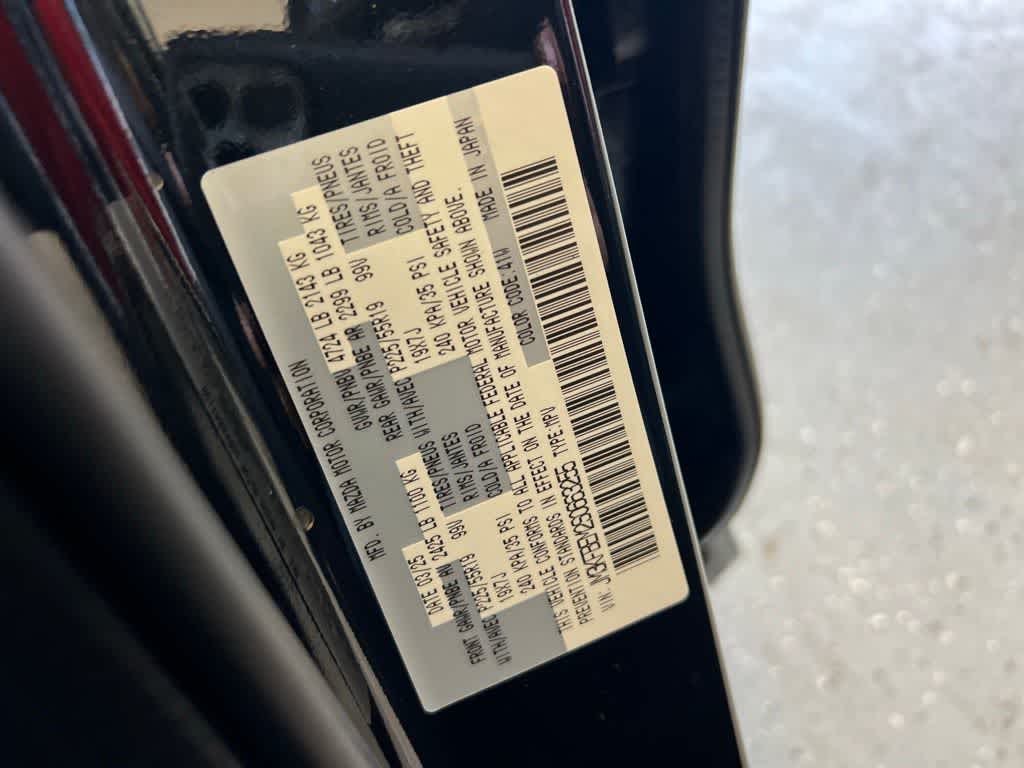 MFD. BY MAZDA MOTOR CORPORATION
DATE 03/25 GVWR/PNBV 4724 LB 2143 KG
FRONT GAWR/PNBE AV 2425 LB 1100 KG REAR GAWR/PNBE AR 2299 LB 1043 KG
WITH/AVEC P225/55R19 99V TIRES/PNEUS WITH/AVEC P225/55R19 99V TIRES/PNEUS
19X7J RIMS/JANTES 19X7J RIMS/JANTES
240 KPA/35 PSI COLD/A FROID 240 KPA/35 PSI COLD/A FROID
THIS VEHICLE CONFORMS TO ALL APPLICABLE FEDERAL MOTOR VEHICLE SAFETY AND THEFT
PREVENTION STANDARDS IN EFFECT ON THE DATE OF MANUFACTURE SHOWN ABOVE.
VIN: TYPE:MPV COLOR CODE:41W MADE IN JAPAN